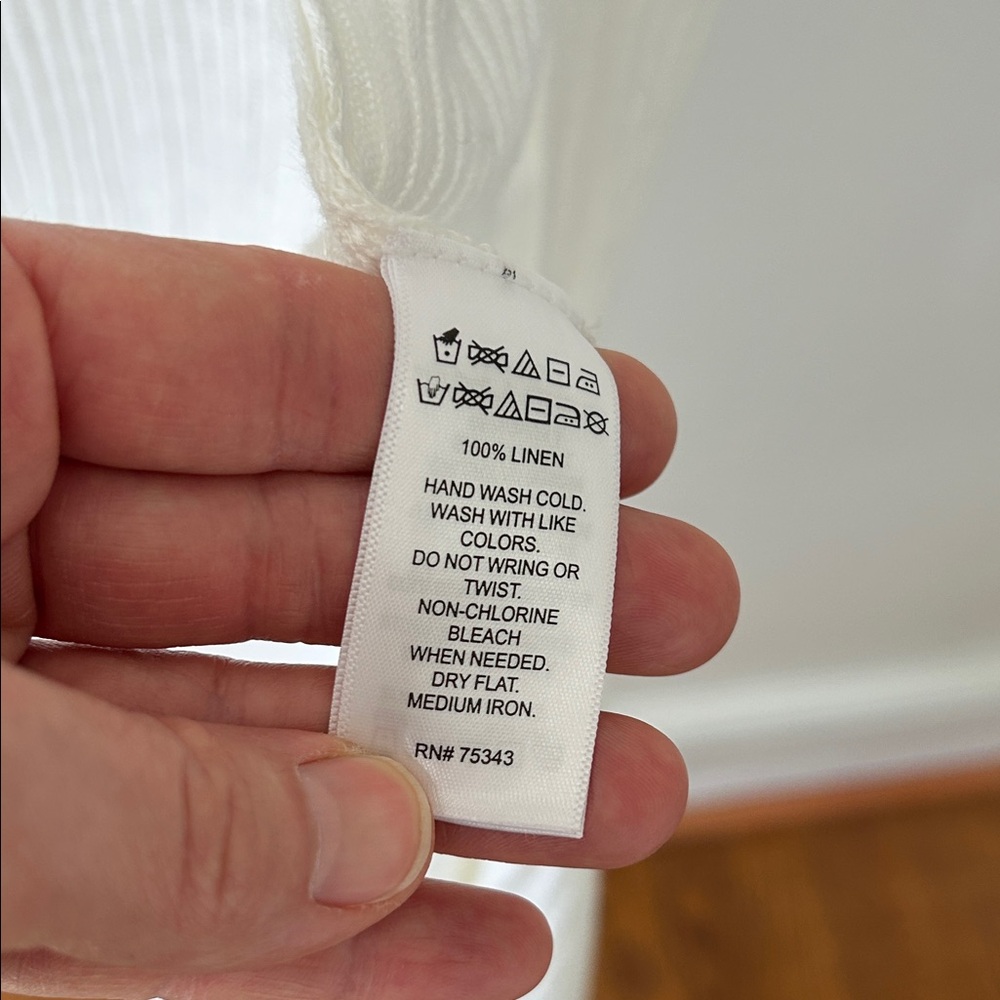 100% LINEN
HAND WASH COLD.
WASH WITH LIKE
COLORS.
DO NOT WRING OR
TWIST.
NON-CHLORINE
BLEACH
WHEN NEEDED.
DRY FLAT.
MEDIUM IRON.
RN# 75343